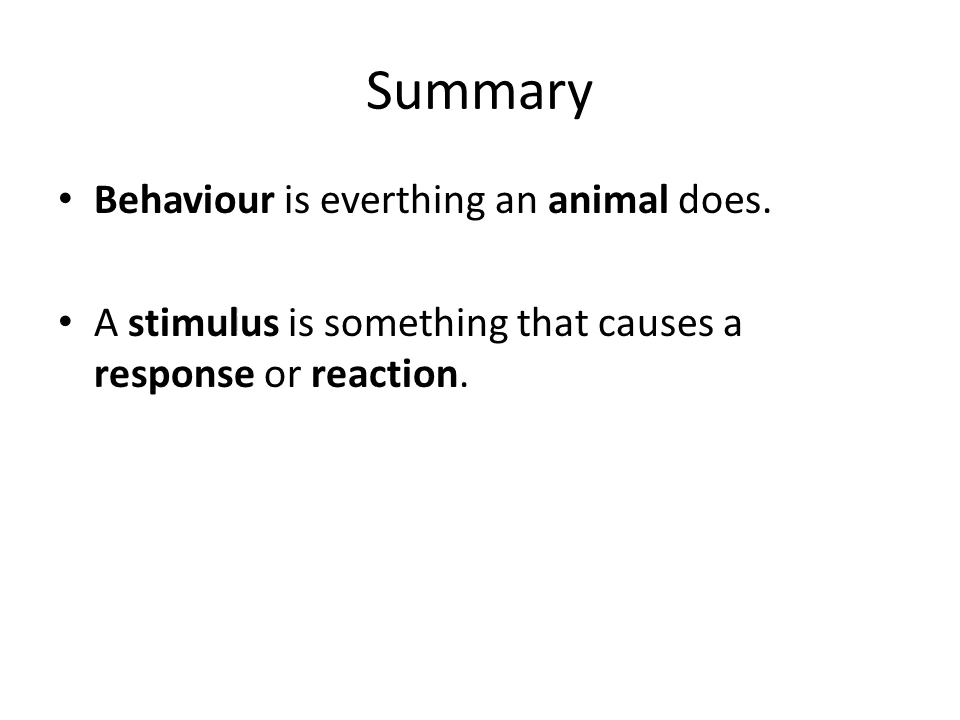 Summary
• Behaviour is everthing an animal does.
• A stimulus is something that causes a
response or reaction.